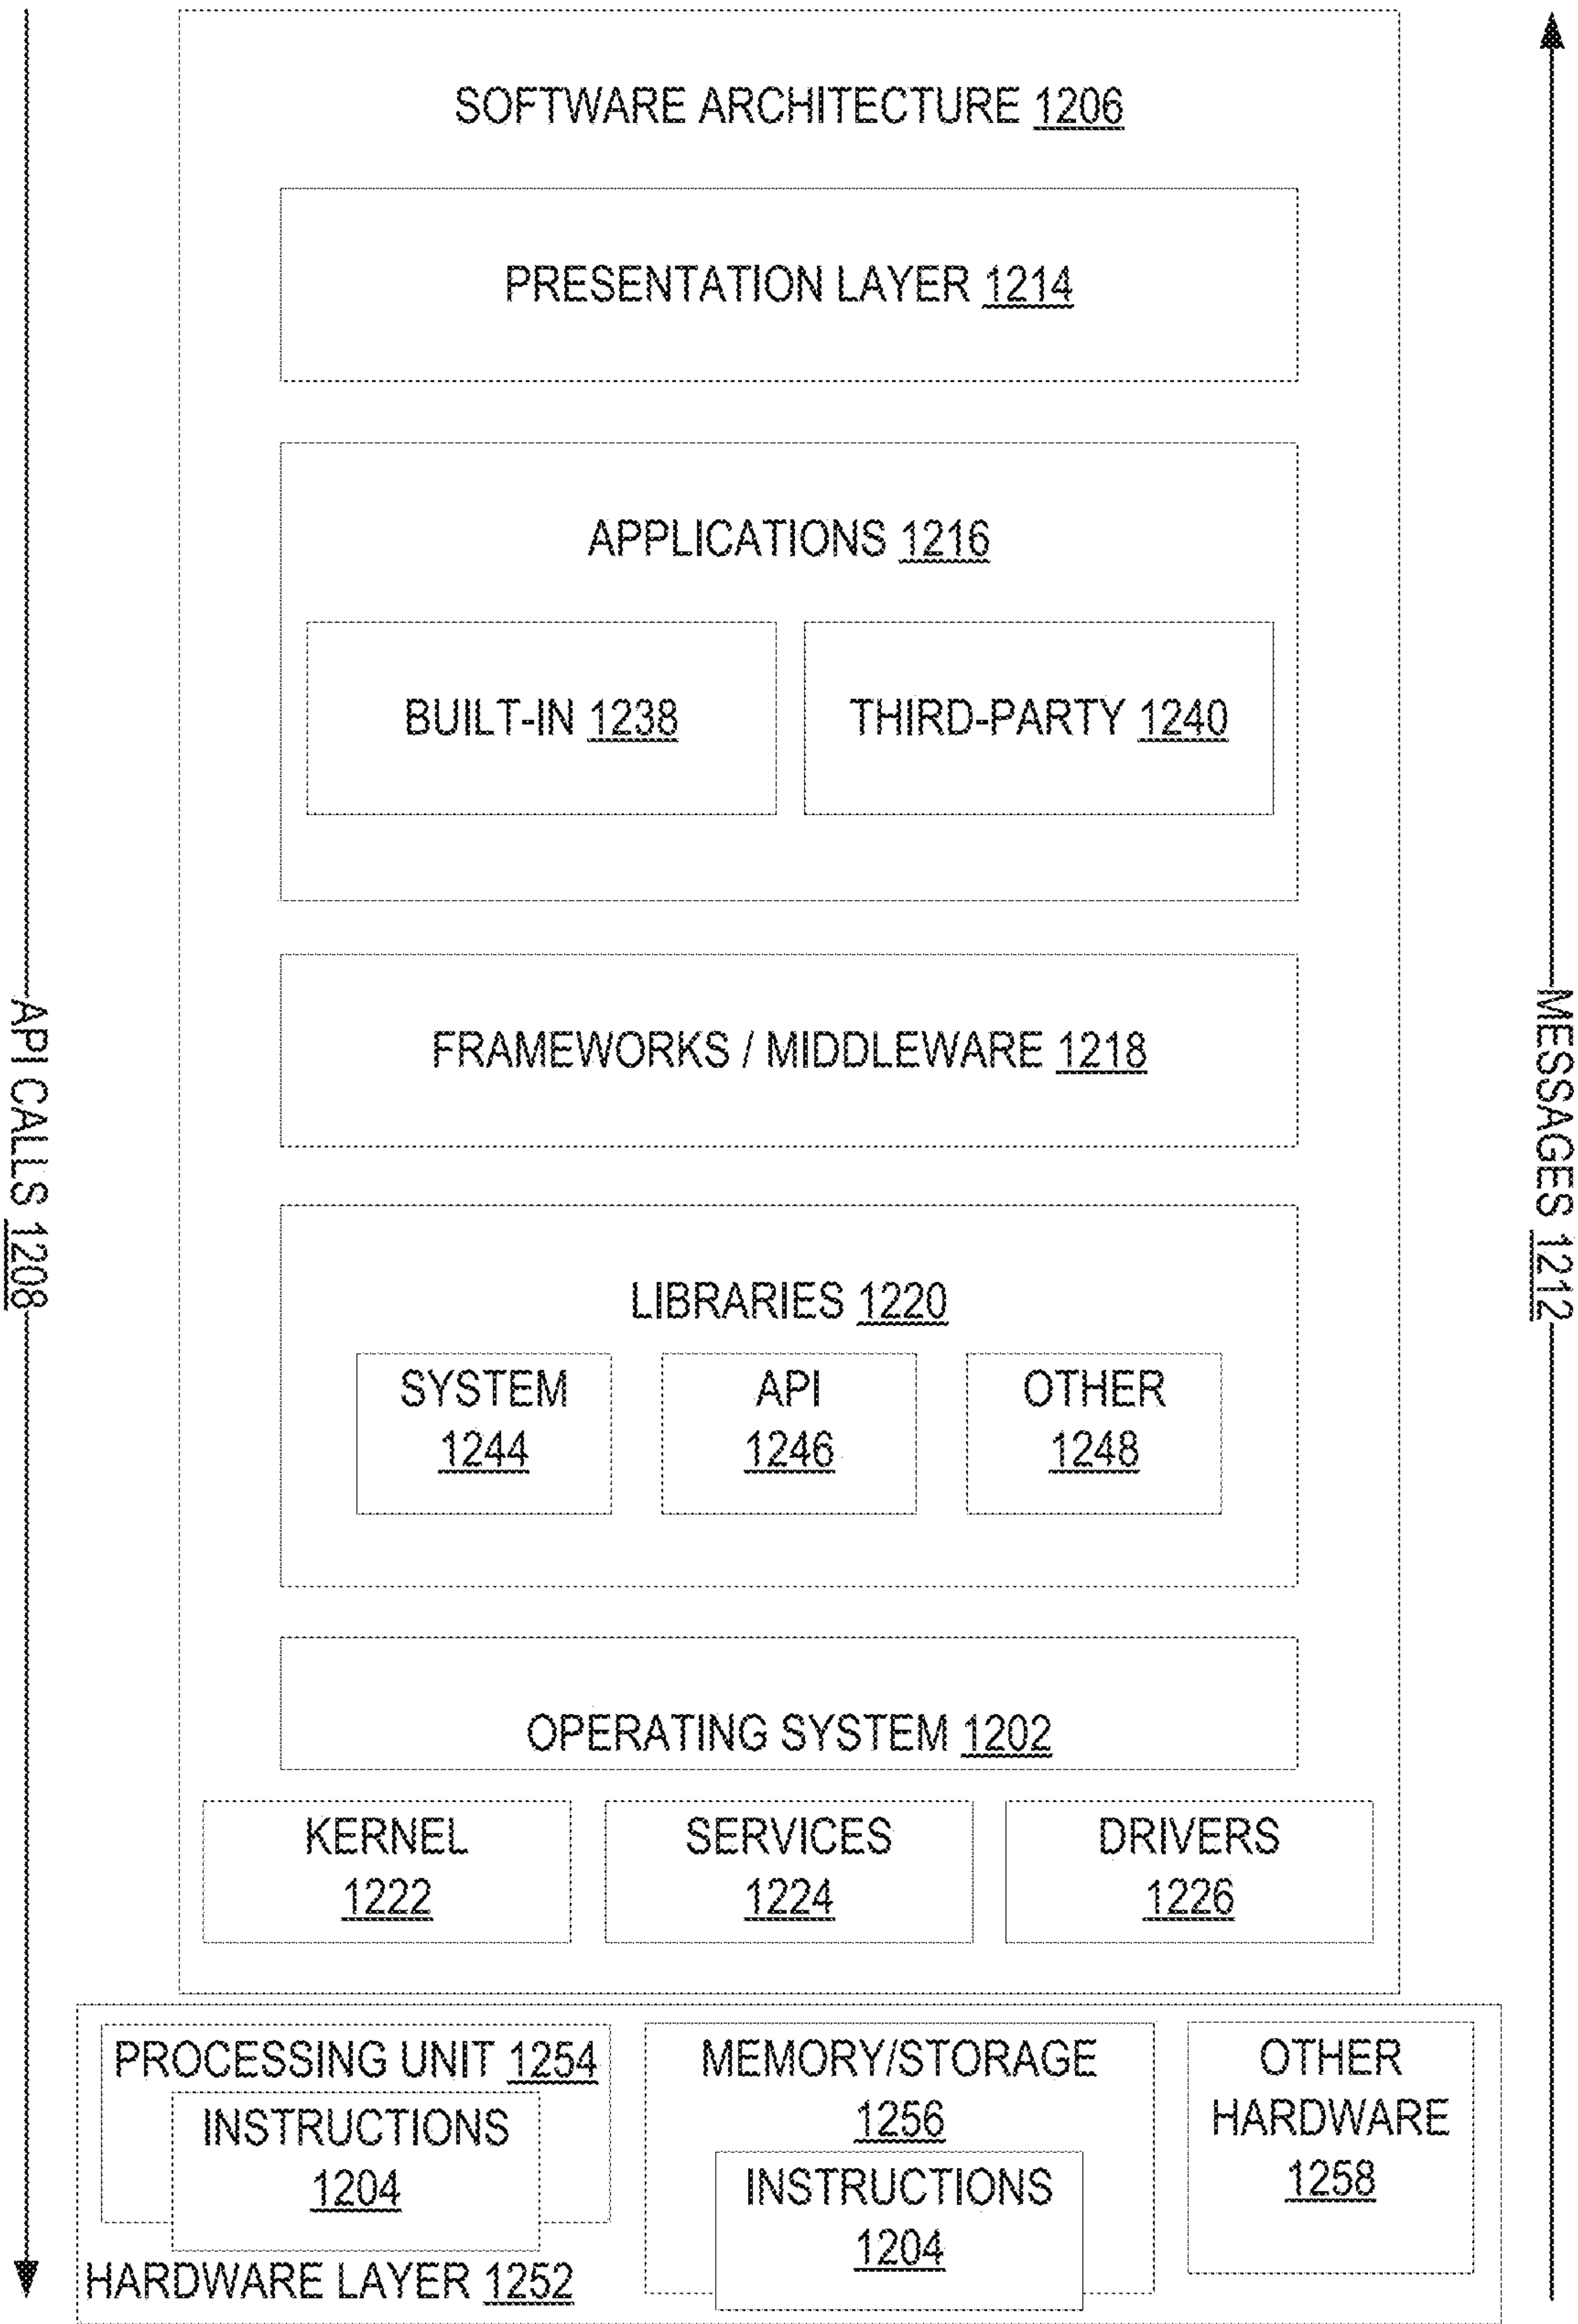 SOFTWARE ARCHITECTURE 1206
PRESENTATION LAYER 1214
APPLICATIONS 1216
BUILT-IN 1238
THIRD-PARTY 1240
FRAMEWORKS / MIDDLEWARE 1218
API CALLS 1208
MESSAGES 1212
LIBRARIES 1220
SYSTEM
1244
API
1246
OTHER
1248
OPERATING SYSTEM 1202
KERNEL
1222
SERVICES
1224
DRIVERS
1226
PROCESSING UNIT 1254
INSTRUCTIONS
1204
MEMORY/STORAGE
1256
INSTRUCTIONS
1204
OTHER
HARDWARE
1258
HARDWARE LAYER 1252